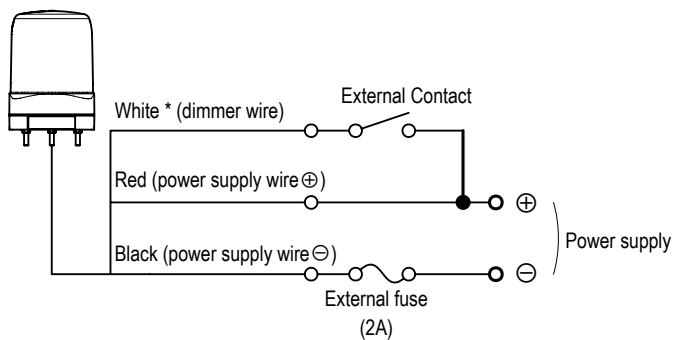 External Contact
White * (dimmer wire)
Red (power supply wire⊕)
⊕
Power supply
Black (power supply wire⊖)
⊖
External fuse
(2A)